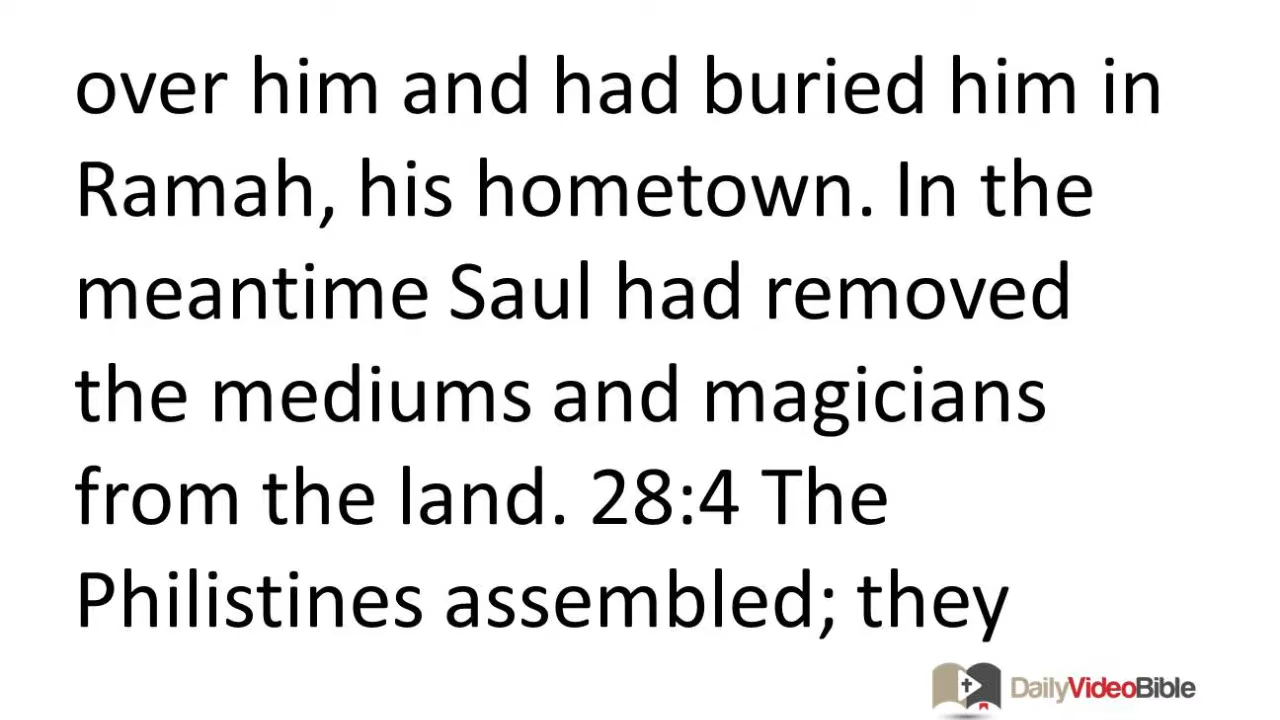 over him and had buried him in
Ramah, his hometown. In the
meantime Saul had removed
the mediums and magicians
from the land. 28:4 The
Philistines assembled; they
DailyVideoBible